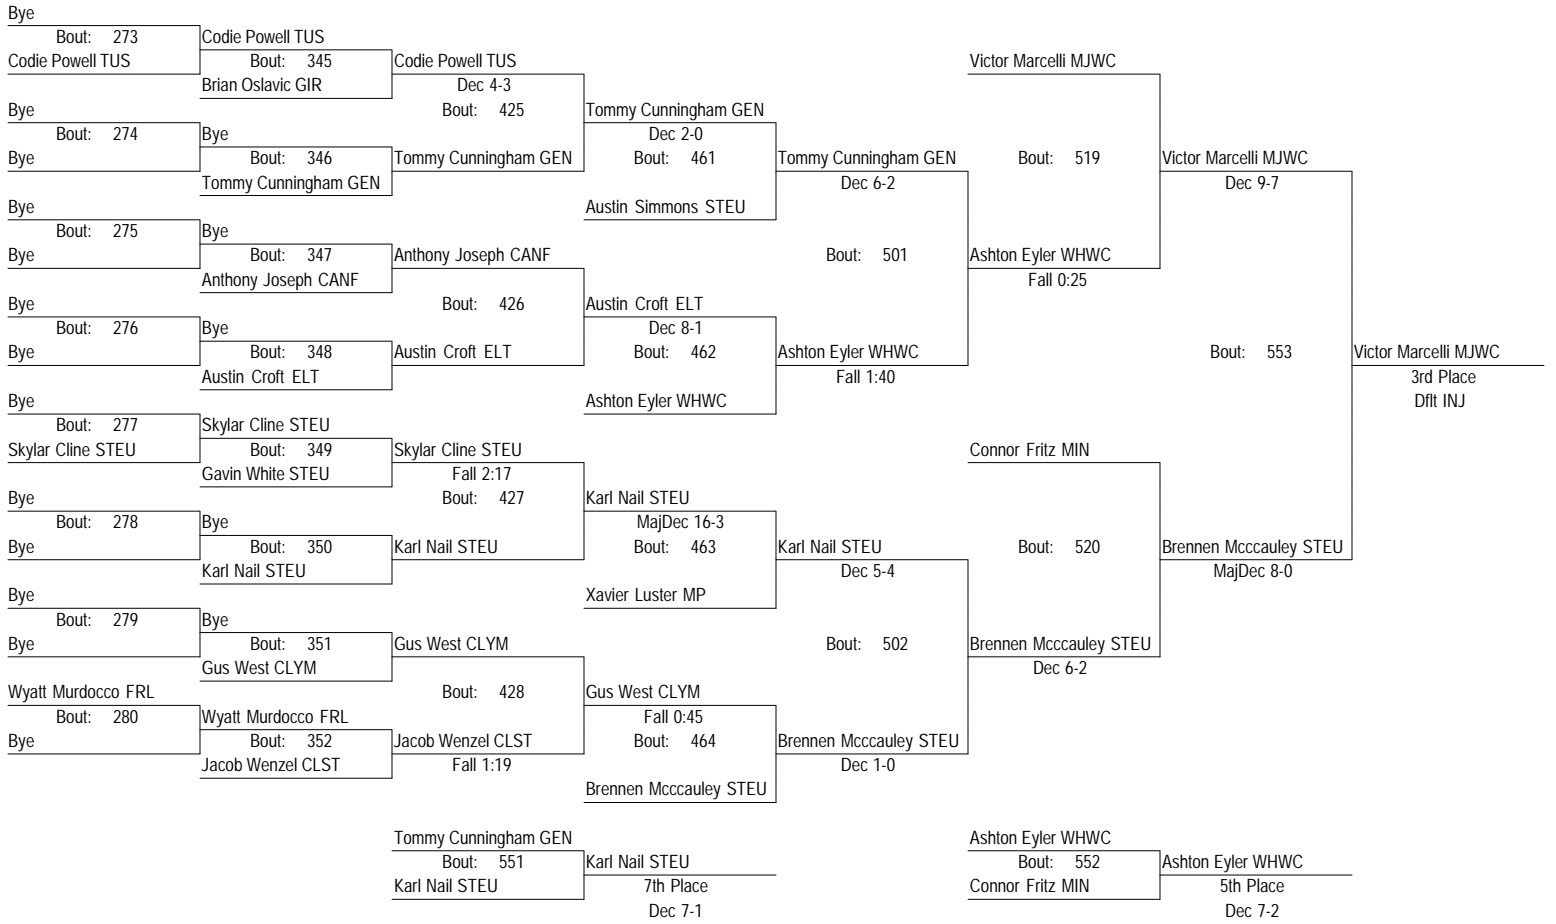 Bye
Bout: 273
Codie Powell TUS
Codie Powell TUS
Bout: 345
Brian Oslavic GIR
Codie Powell TUS
Dec 4-3
Bout: 425
Bye
Bout: 274
Bye
Bye
Bout: 346
Tommy Cunningham GEN
Tommy Cunningham GEN
Tommy Cunningham GEN
Dec 2-0
Bout: 461
Austin Simmons STEU
Bye
Bout: 275
Bye
Bye
Bout: 347
Anthony Joseph CANF
Anthony Joseph CANF
Bout: 426
Bye
Bout: 276
Bye
Bye
Bout: 348
Austin Croft ELT
Austin Croft ELT
Austin Croft ELT
Dec 8-1
Bout: 462
Ashton Eyler WHWC
Tommy Cunningham GEN
Dec 6-2
Bout: 501
Ashton Eyler WHWC
Fall 1:40
Victor Marcelli MJWC
Bout: 519
Ashton Eyler WHWC
Fall 0:25
Victor Marcelli MJWC
Dec 9-7
Bye
Bout: 277
Skylar Cline STEU
Skylar Cline STEU
Bout: 349
Gavin White STEU
Skylar Cline STEU
Fall 2:17
Bout: 427
Bye
Bout: 278
Bye
Bye
Bout: 350
Karl Nail STEU
Karl Nail STEU
Karl Nail STEU
MajDec 16-3
Bout: 463
Xavier Luster MP
Bye
Bout: 279
Bye
Bye
Bout: 351
Gus West CLYM
Gus West CLYM
Bout: 428
Wyatt Murdocco FRL
Bout: 280
Bye
Wyatt Murdocco FRL
Bout: 352
Jacob Wenzel CLST
Jacob Wenzel CLST
Fall 1:19
Gus West CLYM
Fall 0:45
Bout: 464
Brennen Mcccauley STEU
Karl Nail STEU
Dec 5-4
Bout: 502
Brennen Mcccauley STEU
Dec 1-0
Connor Fritz MIN
Bout: 520
Brennen Mcccauley STEU
Dec 6-2
Brennen Mcccauley STEU
MajDec 8-0
Bout: 553
Victor Marcelli MJWC
3rd Place
Dflt INJ
Tommy Cunningham GEN
Bout: 551
Karl Nail STEU
Karl Nail STEU
7th Place
Dec 7-1
Ashton Eyler WHWC
Bout: 552
Connor Fritz MIN
Ashton Eyler WHWC
5th Place
Dec 7-2